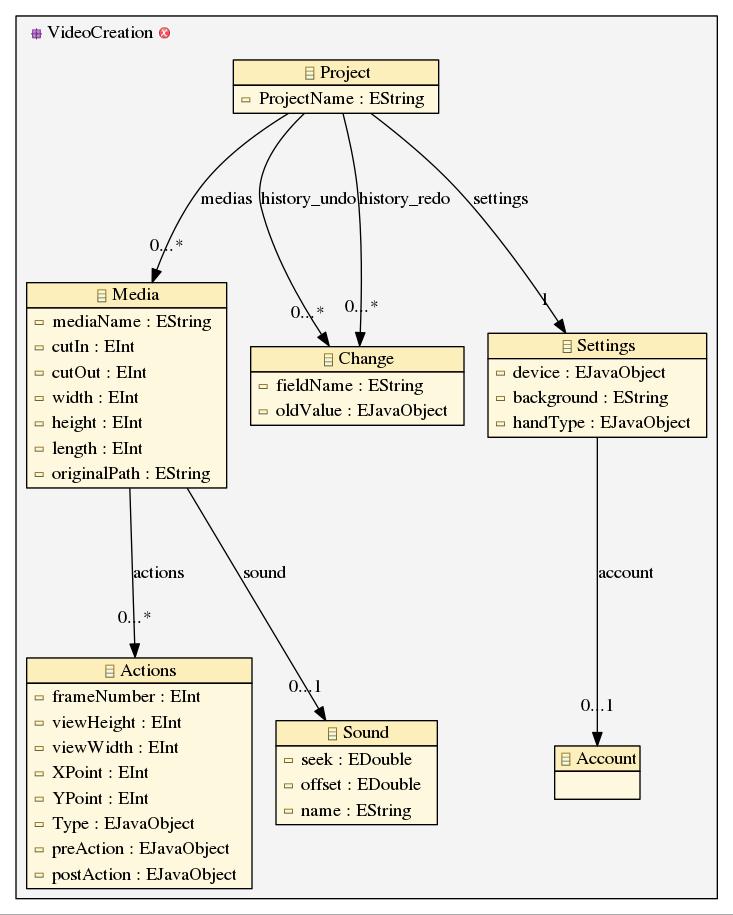 VideoCreation
Project
ProjectName : EString
medias
history_undo
history_redo
settings
0...*
0...*
0...*
1
Media
mediaName : EString
cutIn : EInt
cutOut : EInt
width : EInt
height : EInt
length : EInt
originalPath : EString
Change
fieldName : EString
oldValue : EJavaObject
Settings
device : EJavaObject
background : EString
handType : EJavaObject
actions
sound
account
0...*
0...1
0...1
Actions
frameNumber : EInt
viewHeight : EInt
viewWidth : EInt
XPoint : EInt
YPoint : EInt
Type : EJavaObject
preAction : EJavaObject
postAction : EJavaObject
Sound
seek : EDouble
offset : EDouble
name : EString
Account